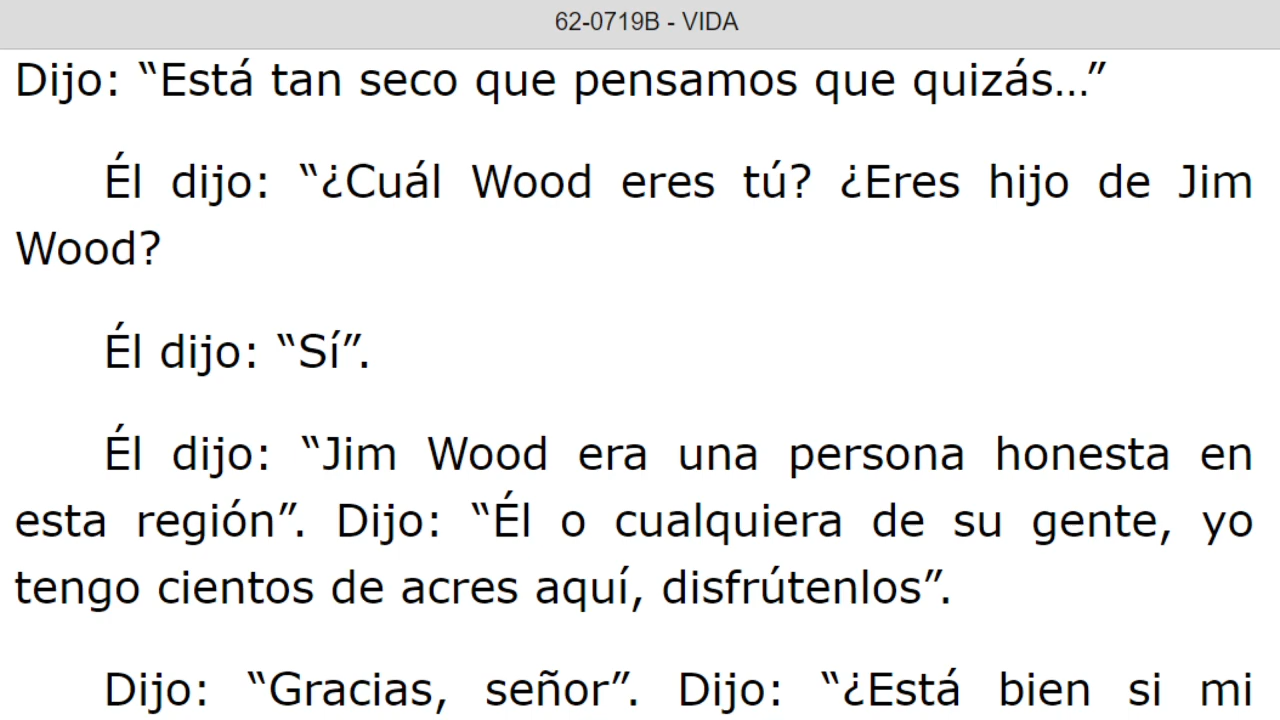 62-0719B - VIDA
Dijo: “Está tan seco que pensamos que quizás...”
Él dijo: “¿Cuál Wood eres tú? ¿Eres hijo de Jim
Wood?
Él dijo: “Sí”.
Él dijo: “Jim Wood era una persona honesta en
esta región”. Dijo: “Él o cualquiera de su gente, yo
tengo cientos de acres aquí, disfrútenlos”.
Dijo: “Gracias, señor”. Dijo: “¿Está bien si mi